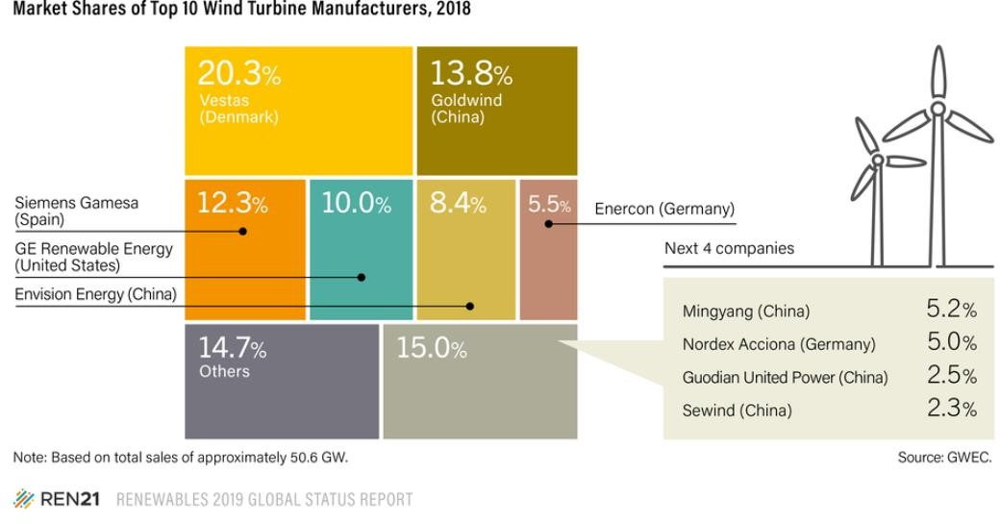 Market Shares of Top 10 Wind Turbine Manufacturers, 2018
20.3%
Vestas
(Denmark)
13.8%
Goldwind
(China)
Siemens Gamesa
(Spain)
12.3%
GE Renewable Energy
(United States)
10.0%
Envision Energy (China)
8.4%
5.5%
Enercon (Germany)
14.7%
Others
15.0%
Next 4 companies
Mingyang (China) 5.2%
Nordex Acciona (Germany) 5.0%
Guodian United Power (China) 2.5%
Sewind (China) 2.3%
Note: Based on total sales of approximately 50.6 GW.
Source: GWEC.
REN21 RENEWABLES 2019 GLOBAL STATUS REPORT